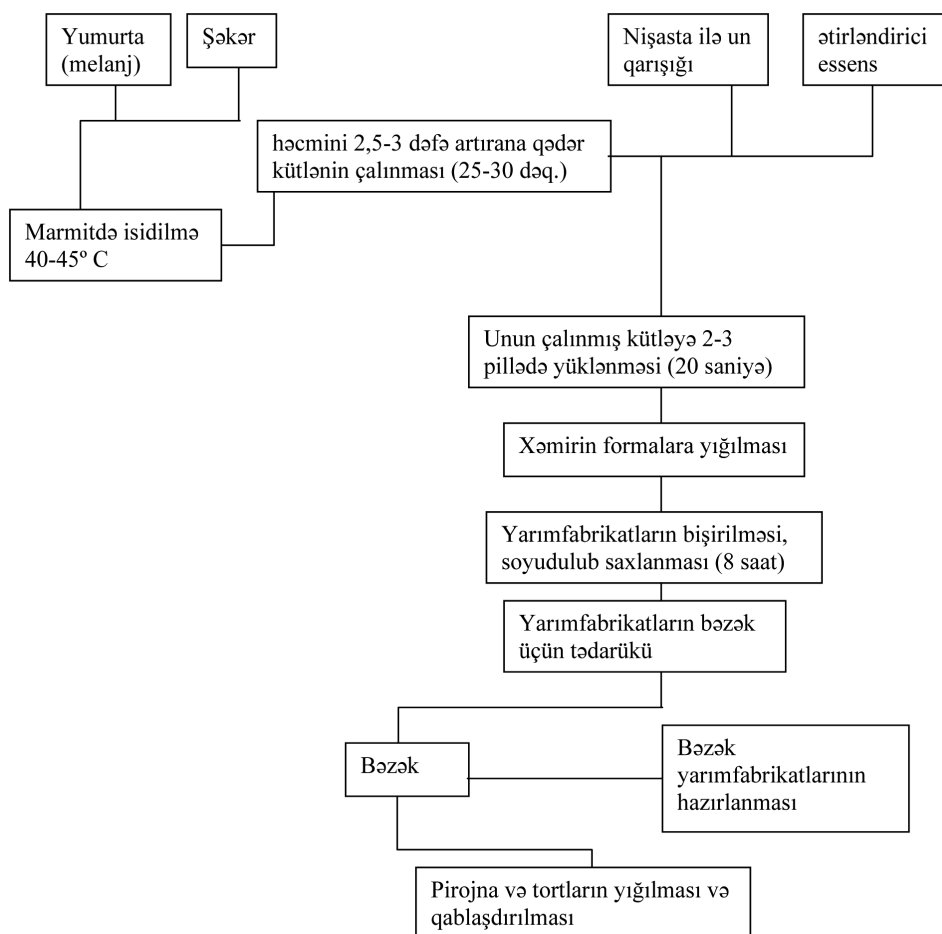 Yumurta
(melanj)
Şəkər
Nişasta ilə un
qarışığı
ətirləndirici
essens
həcmini 2,5-3 dəfə artırana qədər
kütlənin çalınması (25-30 dəq.)
Marmitdə isidilmə
40-45º C
Unun çalınmış kütləyə 2-3
pillədə yüklənməsi (20 saniyə)
Xəmirin formalara yığılması
Yarımfabrikatların bişirilməsi,
soyudulub saxlanması (8 saat)
Yarımfabrikatların bəzək
üçün tədarükü
Bəzək
Bəzək
yarımfabrikatlarının
hazırlanması
Pirojna və tortların yığılması və
qablaşdırılması